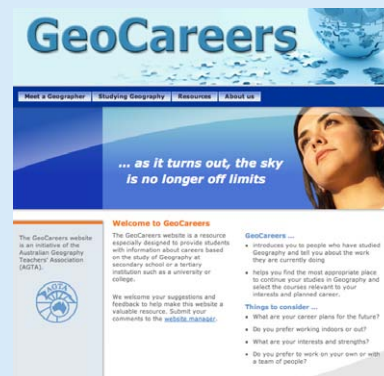 GeoCareers
Meet a Geographer
Studying Geography
Resources
About us
... as it turns out, the sky
is no longer off limits
The GeoCareers website
is an initiative of the
Australian Geography
Teachers' Association
(AGTA).
AGTA
Welcome to GeoCareers
The GeoCareers website is a resource
especially designed to provide students
with information about careers based
on the study of Geography at
secondary school or a tertiary
institution such as a university or
college.
We welcome your suggestions and
feedback to help make this website a
valuable resource. Submit your
comments to the website manager.
GeoCareers ...
• introduces you to people who have studied
Geography and tell you about the work
they are currently doing
• helps you find the most appropriate place
to continue your studies in Geography and
select the courses relevant to your
interests and planned career.
Things to consider ...
• What are your career plans for the future?
• Do you prefer working indoors or out?
• What are your interests and strengths?
• Do you prefer to work on your own or with
a team of people?